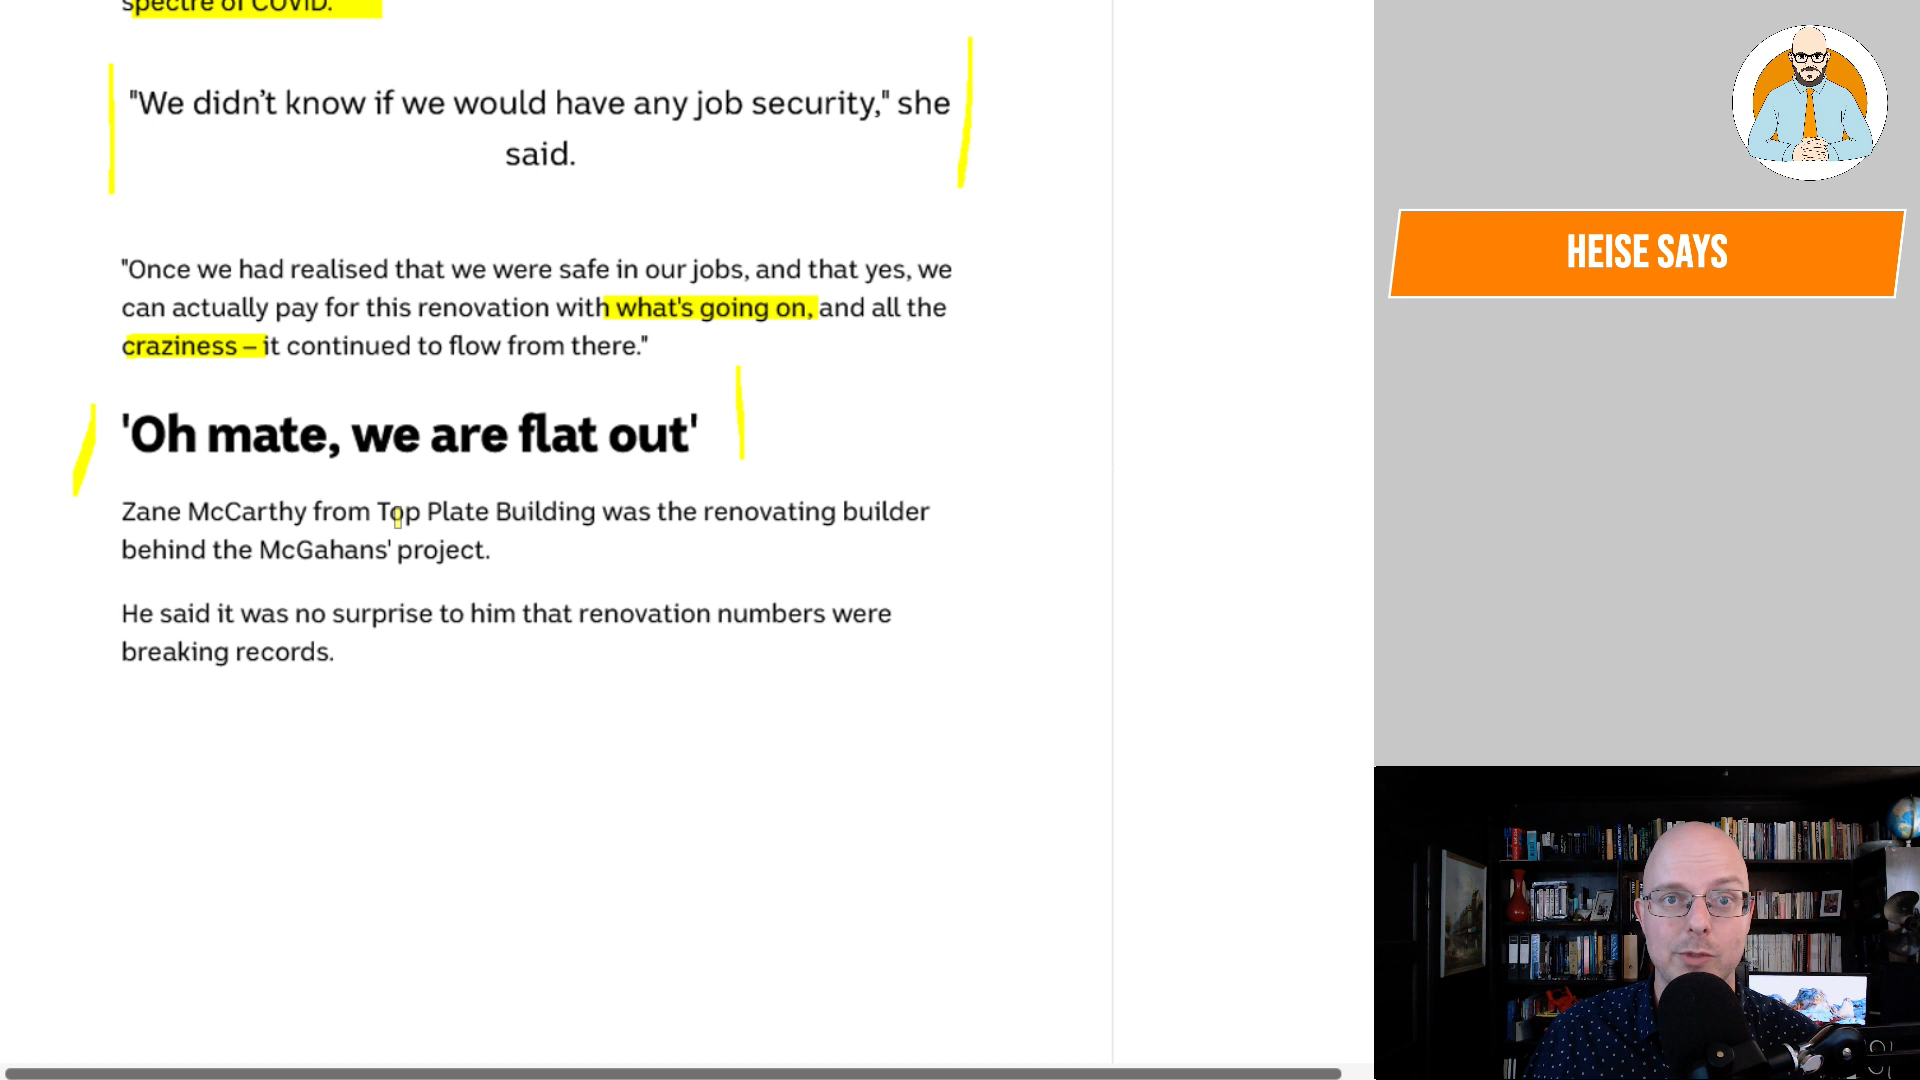 spectre of COVID.
"We didn’t know if we would have any job security," she
said.
"Once we had realised that we were safe in our jobs, and that yes, we
can actually pay for this renovation with what's going on, and all the
craziness – it continued to flow from there."
'Oh mate, we are flat out'
Zane McCarthy from Top Plate Building was the renovating builder
behind the McGahans' project.
He said it was no surprise to him that renovation numbers were
breaking records.
HEISE SAYS